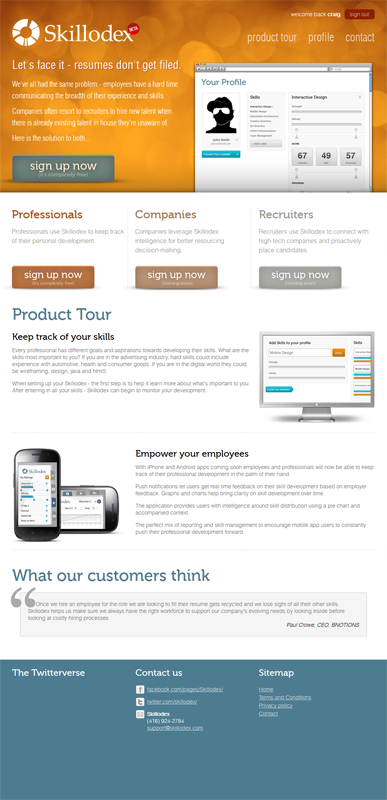 welcome back craig sign out
Skillodex BETA
product tour profile contact
Let's face it - resumes don't get filed.
We've all had the same problem - employees have a hard time
communicating the breadth of their experience and skills.
Companies often resort to recruiters to hire new talent when
there is already existing talent in house they're unaware of.
Here is the solution to both...
sign up now
(it's completely free)
Your Profile
Skills
Interactive Design
John Smith
67 49 57
Professionals
Professionals use Skillodex to keep track
of their personal development.
sign up now
(it's completely free)
Companies
Companies leverage Skillodex
intelligence for better resourcing
decision-making.
sign up now
(coming soon)
Recruiters
Recruiters use Skillodex to connect with
high-tech companies and proactively
place candidates.
sign up now
(coming soon)
Product Tour
Keep track of your skills
Every professional has different goals and aspirations towards developing their skills. What are the
skills most important to you? If you are in the advertising industry, hard skills could include
experience with automotive, health and consumer goods. If you are in the digital world they could
be wireframing, design, java and html5.
When setting up your Skillodex - the first step is to help it learn more about what's important to you.
After entering in all your skills - Skillodex can begin to monitor your development.
Add Skills to your profile
Mobile Design
Skills
Skillodex
Empower your employees
With iPhone and Android apps coming soon employees and professionals will now be able to keep
track of their professional development in the palm of their hand.
Push notifications let users get real time feedback on their skill development based on employer
feedback. Graphs and charts help bring clarity on skill development over time.
The application provides users with intelligence around skill distribution using a pie chart and
accompanied context.
The perfect mix of reporting and skill management to encourage mobile app users to constantly
push their professional development forward.
What our customers think
Once we hire an employee for the role we are looking to fill their resume gets recycled and we lose sight of all their other skills.
Skillodex helps us make sure we always have the right workforce to support our company's evolving needs by looking inside before
looking at costly hiring processes.
Paul Crowe, CEO, BNOTIONS
The Twitterverse
Contact us
facebook.com/pages/Skillodex/
twitter.com/skillodex/
Skillodex
(416) 924-2784
support@skillodex.com
Sitemap
Home
Terms and Conditions
Privacy policy
Contact